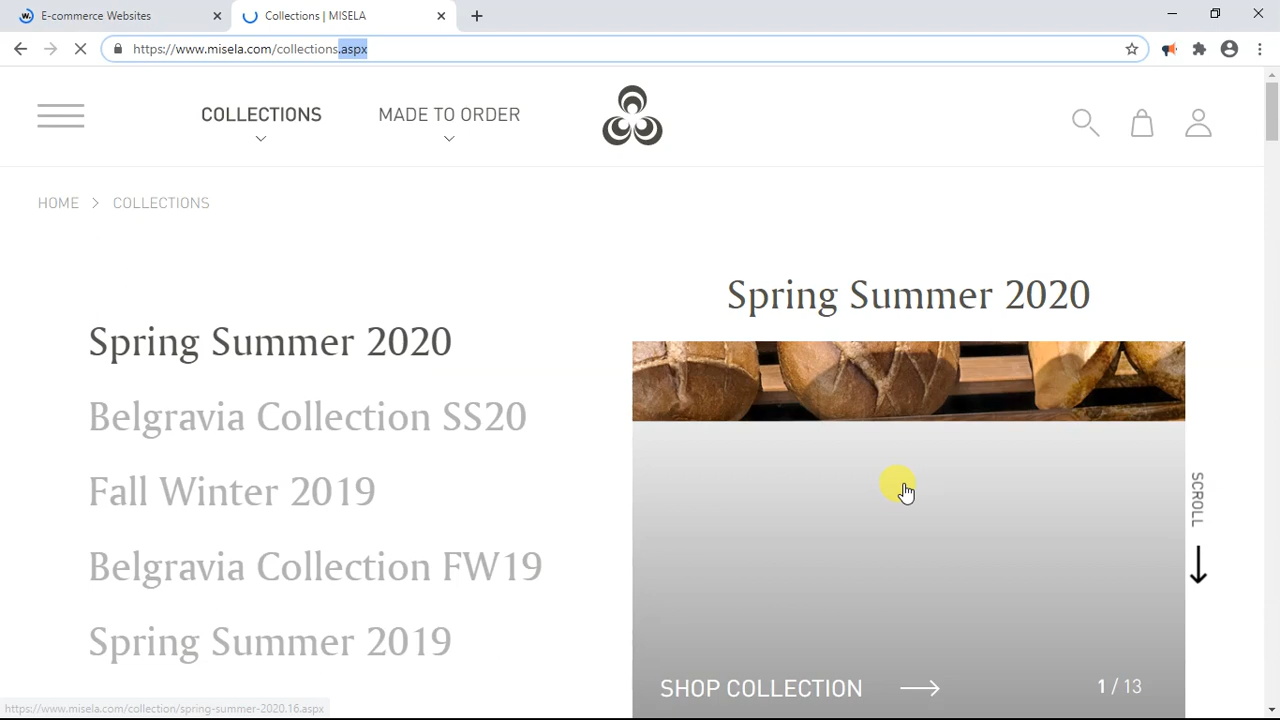 E-commerce Websites
Collections | MISELA
https://www.misela.com/collections.aspx
COLLECTIONS
MADE TO ORDER
HOME > COLLECTIONS
Spring Summer 2020
Spring Summer 2020
Belgravia Collection SS20
Fall Winter 2019
Belgravia Collection FW19
Spring Summer 2019
SCROLL
SHOP COLLECTION
1 / 13
https://www.misela.com/collection/spring-summer-2020.16.aspx